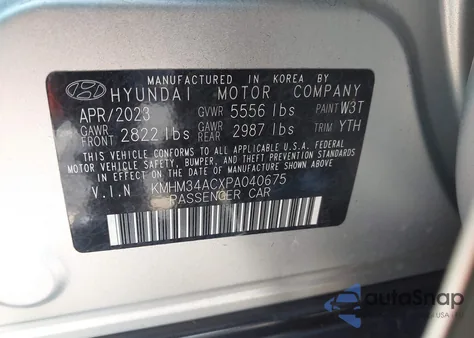 MANUFACTURED IN KOREA BY
HYUNDAI MOTOR COMPANY
APR/2023 GVWR 5556 lbs PAINT W3T
GAWR FRONT 2822 lbs GAWR REAR 2987 lbs TRIM YTH
THIS VEHICLE CONFORMS TO ALL APPLICABLE U.S.A. FEDERAL
MOTOR VEHICLE SAFETY, BUMPER, AND THEFT PREVENTION STANDARDS
IN EFFECT ON THE DATE OF MANUFACTURE SHOWN ABOVE.
V.I.N KMHM34ACXPA040675
PASSENGER CAR
autoSnap